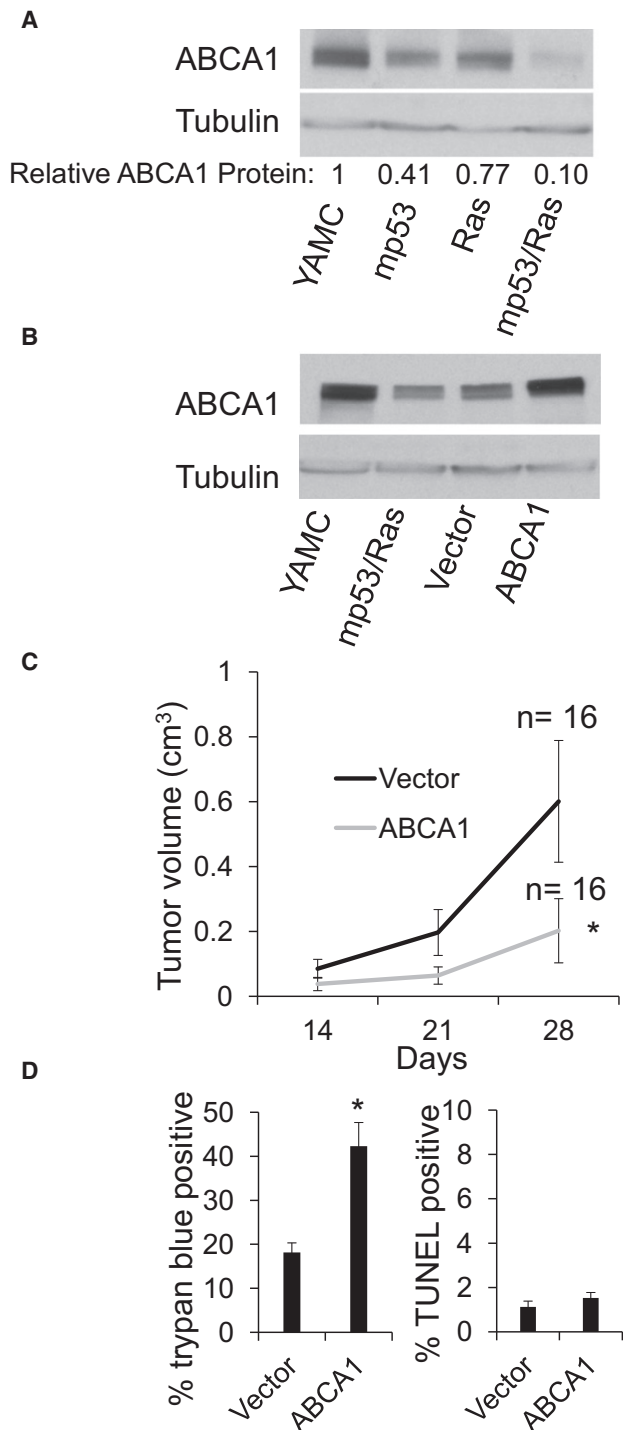 A
ABCA1
Tubulin
Relative ABCA1 Protein: 1 0.41 0.77 0.10
YAMC mp53 Ras mp53/Ras
B
ABCA1
Tubulin
YAMC mp53/Ras Vector ABCA1
C
Tumor volume (cm³)
1
0.8
0.6
0.4
0.2
0
n= 16
Vector
ABCA1
n= 16
*
14 21 28
Days
D
% trypan blue positive
50
40
30
20
10
0
*
Vector ABCA1
% TUNEL positive
10
8
6
4
2
0
Vector ABCA1